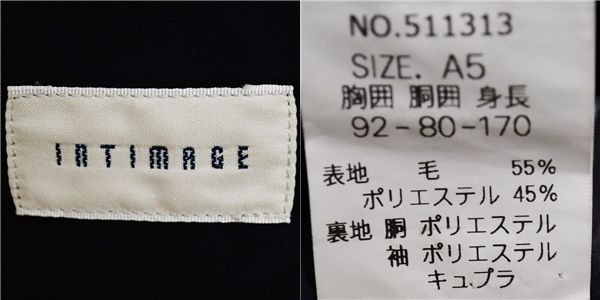 INTIMAGE
NO.511313
SIZE. A5
胸囲 胴囲 身長
92-80-170
表地 毛 55%
ポリエステル 45%
裏地 胴 ポリエステル
袖 ポリエステル
キュプラ